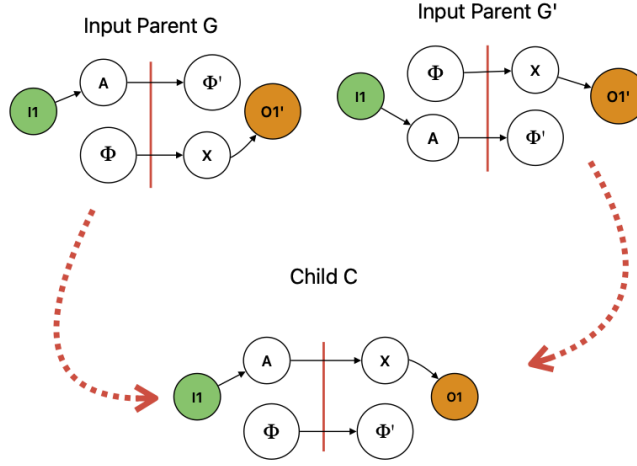 Input Parent G
Input Parent G'
I1
A
Φ'
O1'
Φ
X
I1
Φ
X
O1'
A
Φ'
Child C
I1
A
X
O1
Φ
Φ'